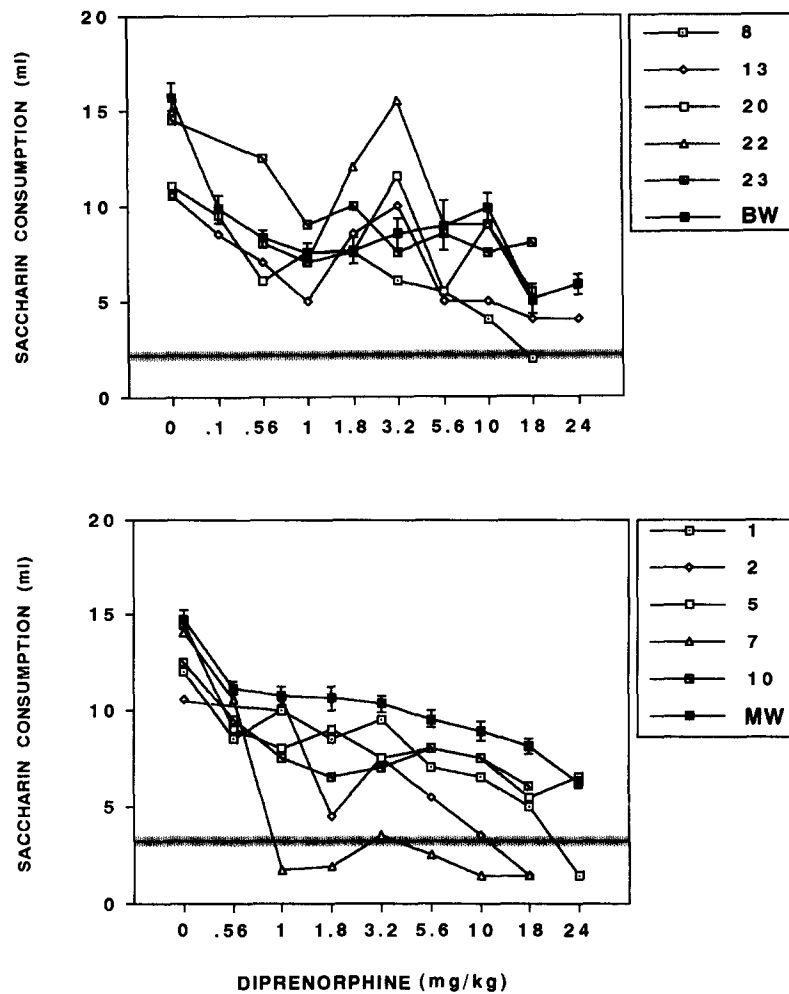 20
15
10
5
0
SACCHARIN CONSUMPTION (ml)
0 .1 .56 1 1.8 3.2 5.6 10 18 24
8
13
20
22
23
BW
20
15
10
5
0
SACCHARIN CONSUMPTION (ml)
0 .56 1 1.8 3.2 5.6 10 18 24
DIPRENORPHINE (mg/kg)
1
2
5
7
10
MW